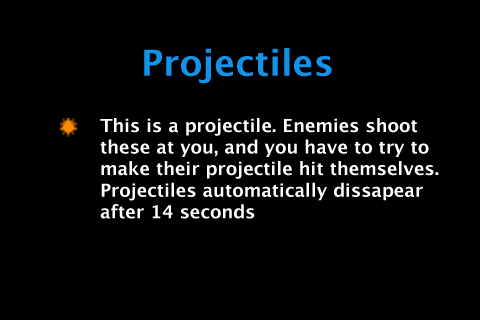 Projectiles
This is a projectile. Enemies shoot
these at you, and you have to try to
make their projectile hit themselves.
Projectiles automatically dissapear
after 14 seconds